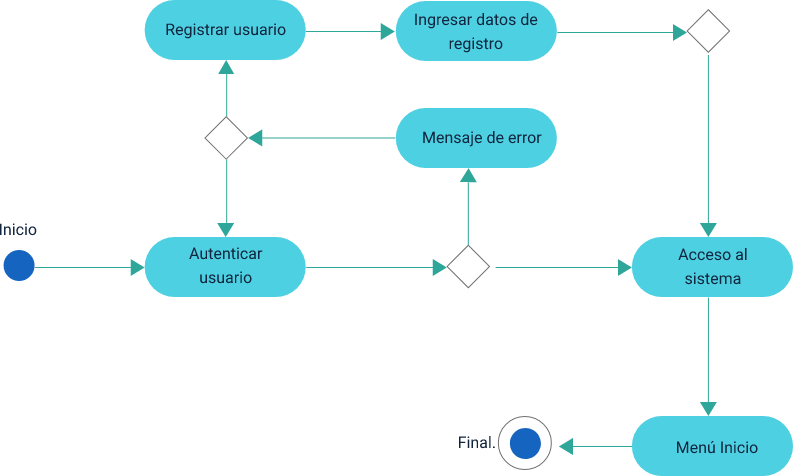 Registrar usuario
Ingresar datos de
registro
Mensaje de error
Inicio
Autenticar
usuario
Acceso al
sistema
Final.
Menú Inicio